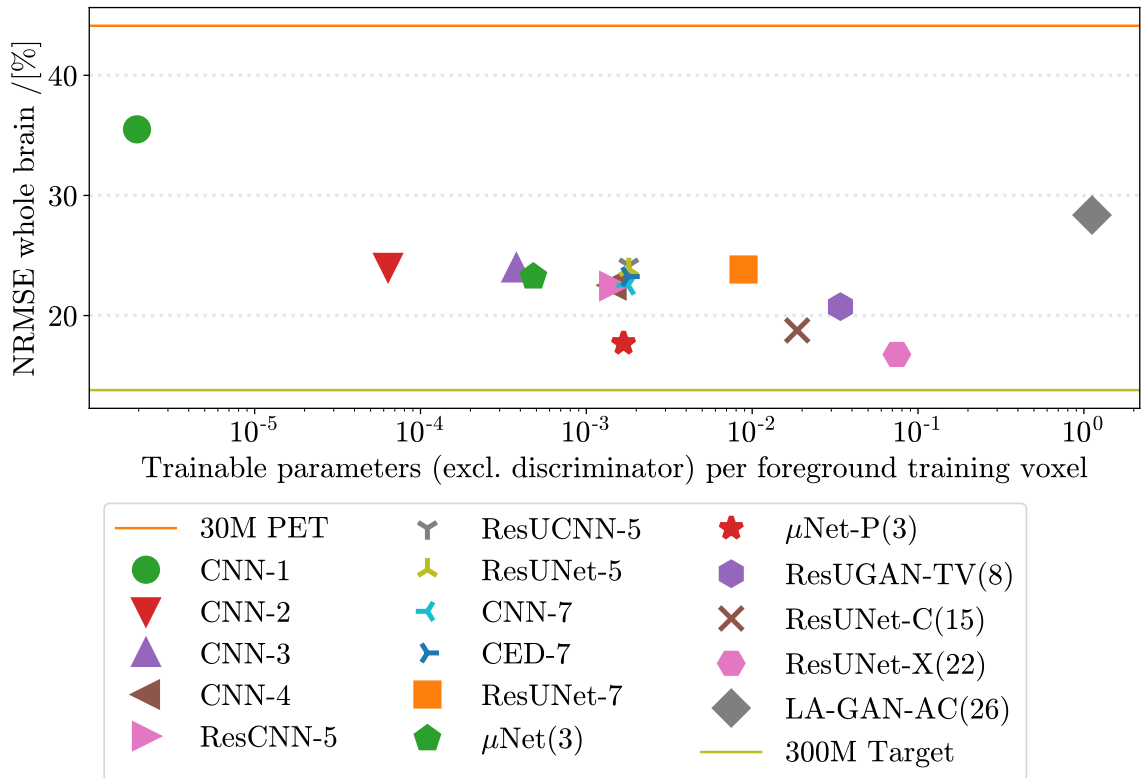 NRMSE whole brain /[%]
40
30
20
10⁻⁵
10⁻⁴
10⁻³
10⁻²
10⁻¹
10⁰
Trainable parameters (excl. discriminator) per foreground training voxel
30M PET
CNN-1
CNN-2
CNN-3
CNN-4
ResCNN-5
ResUCNN-5
ResUNet-5
CNN-7
CED-7
ResUNet-7
μNet(3)
μNet-P(3)
ResUGAN-TV(8)
ResUNet-C(15)
ResUNet-X(22)
LA-GAN-AC(26)
300M Target